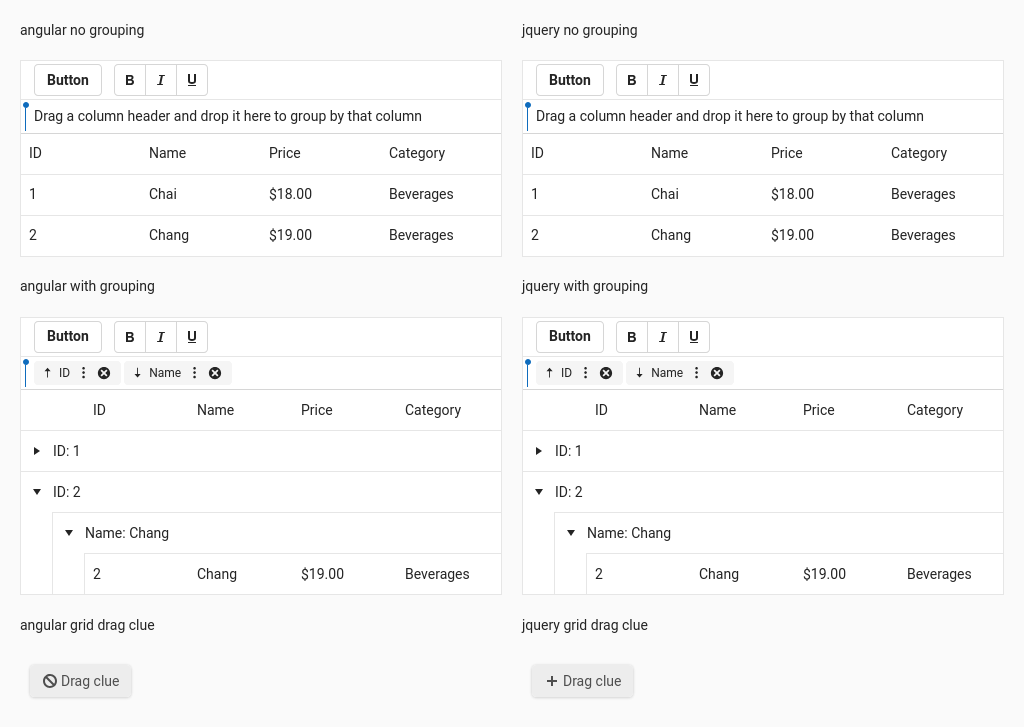 angular no grouping
Button B I U
Drag a column header and drop it here to group by that column
ID Name Price Category
1 Chai $18.00 Beverages
2 Chang $19.00 Beverages
jquery no grouping
Button B I U
Drag a column header and drop it here to group by that column
ID Name Price Category
1 Chai $18.00 Beverages
2 Chang $19.00 Beverages
angular with grouping
Button B I U
ID Name
ID Name Price Category
ID: 1
ID: 2
Name: Chang
2 Chang $19.00 Beverages
jquery with grouping
Button B I U
ID Name
ID Name Price Category
ID: 1
ID: 2
Name: Chang
2 Chang $19.00 Beverages
angular grid drag clue
Drag clue
jquery grid drag clue
Drag clue